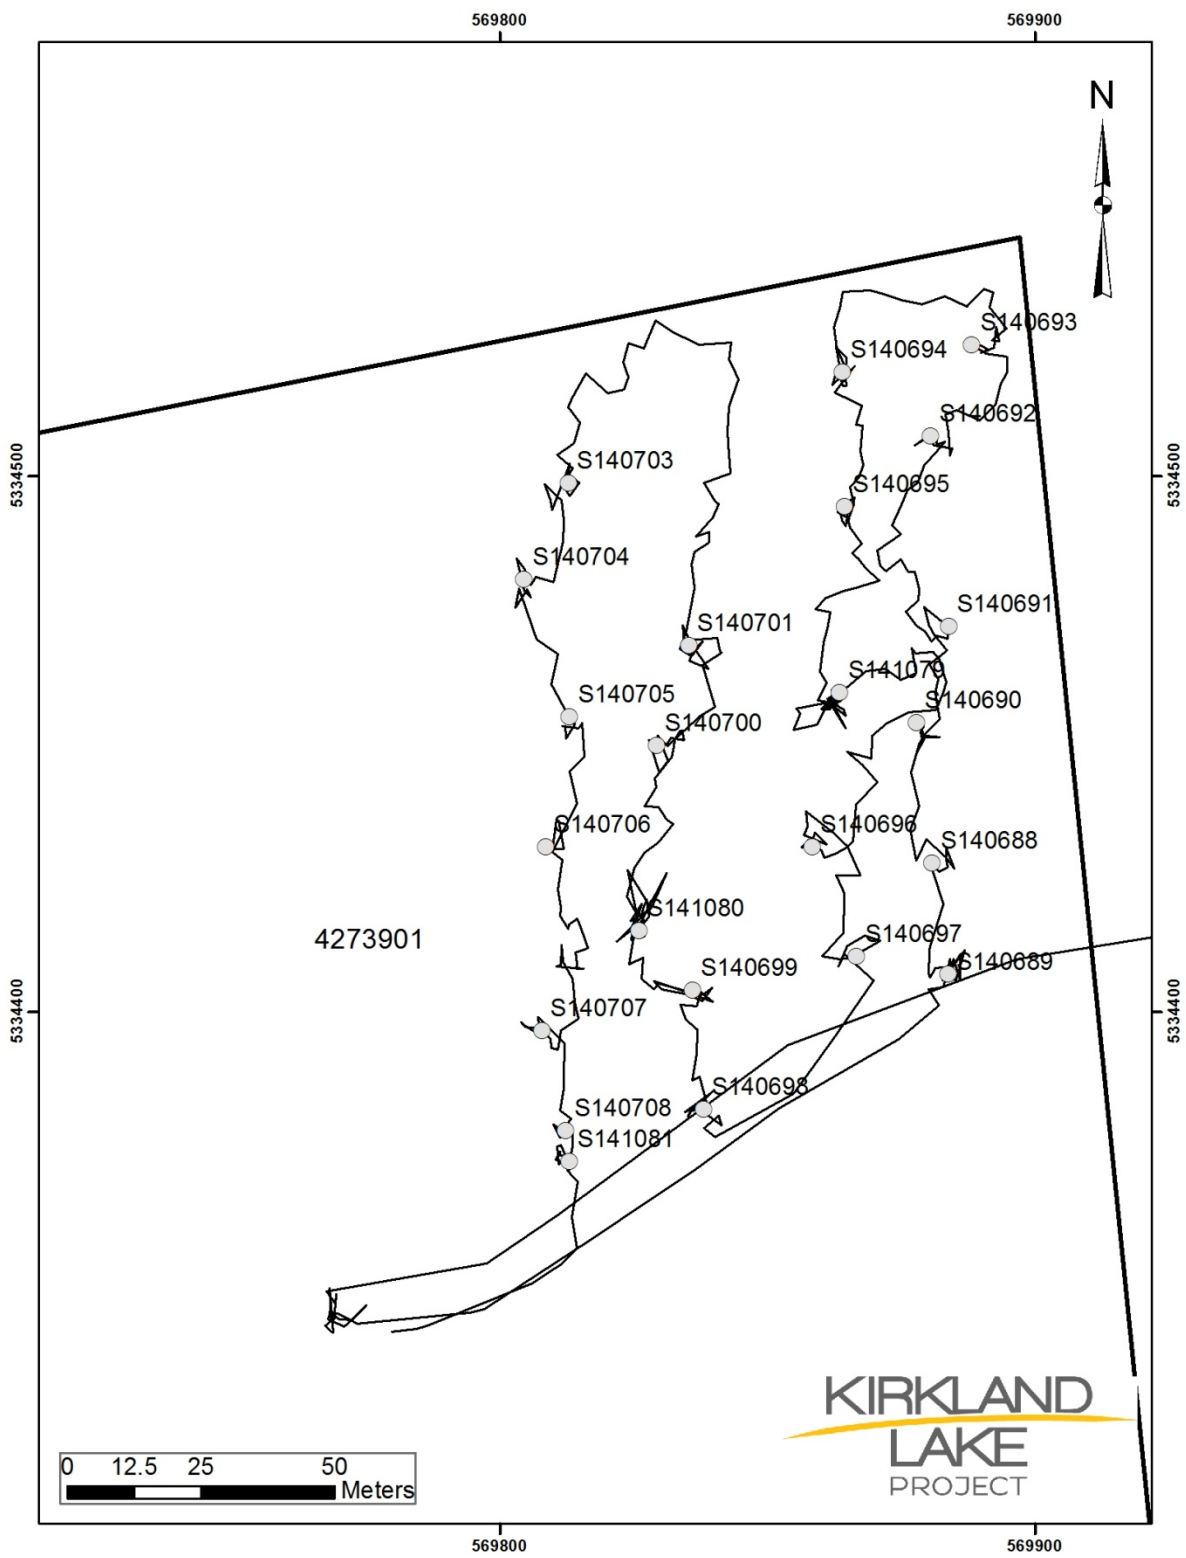 569800
569900
N
S140693
S140694
S140692
S140703
5334500
5334500
S140695
S140704
S140691
S140701
S141079
S140705
S140690
S140700
S140706
S140696
S140688
S141080
4273901
S140697
S140699
S140689
5334400
5334400
S140707
S140698
S140708
S141081
KIRKLAND
LAKE
PROJECT
0 12.5 25 50
Meters
569800
569900